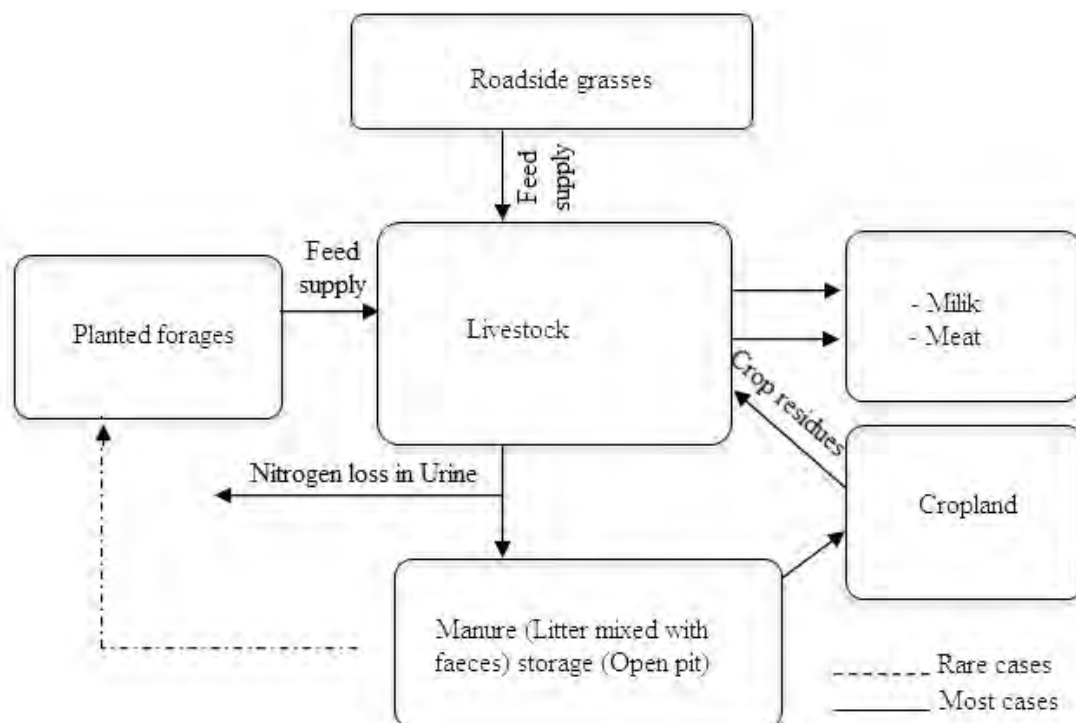 Roadside grasses
Feed
supply
Feed
supply
Planted forages
Livestock
- Milik
- Meat
Crop residues
Nitrogen loss in Urine
Cropland
Manure (Litter mixed with
faeces) storage (Open pit)
Rare cases
Most cases